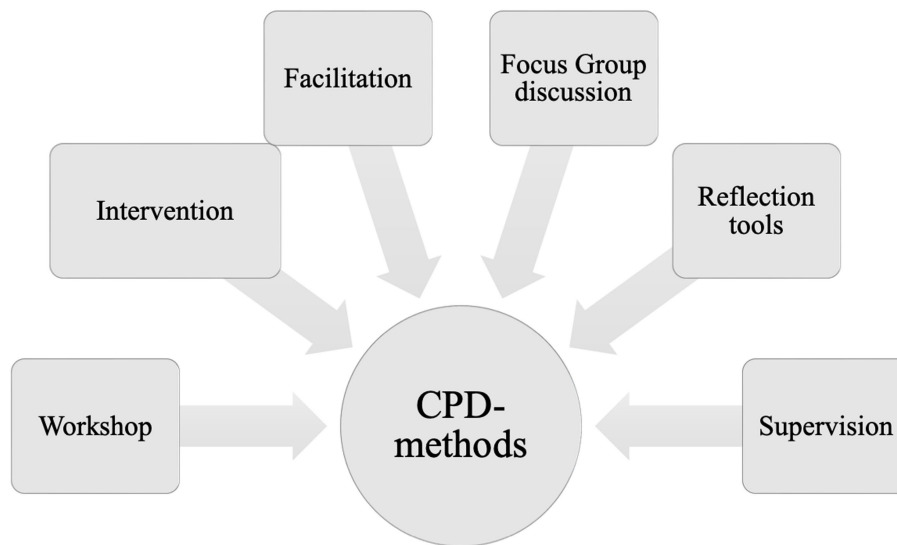 Facilitation
Focus Group
discussion
Intervention
Reflection
tools
Workshop
CPD-
methods
Supervision